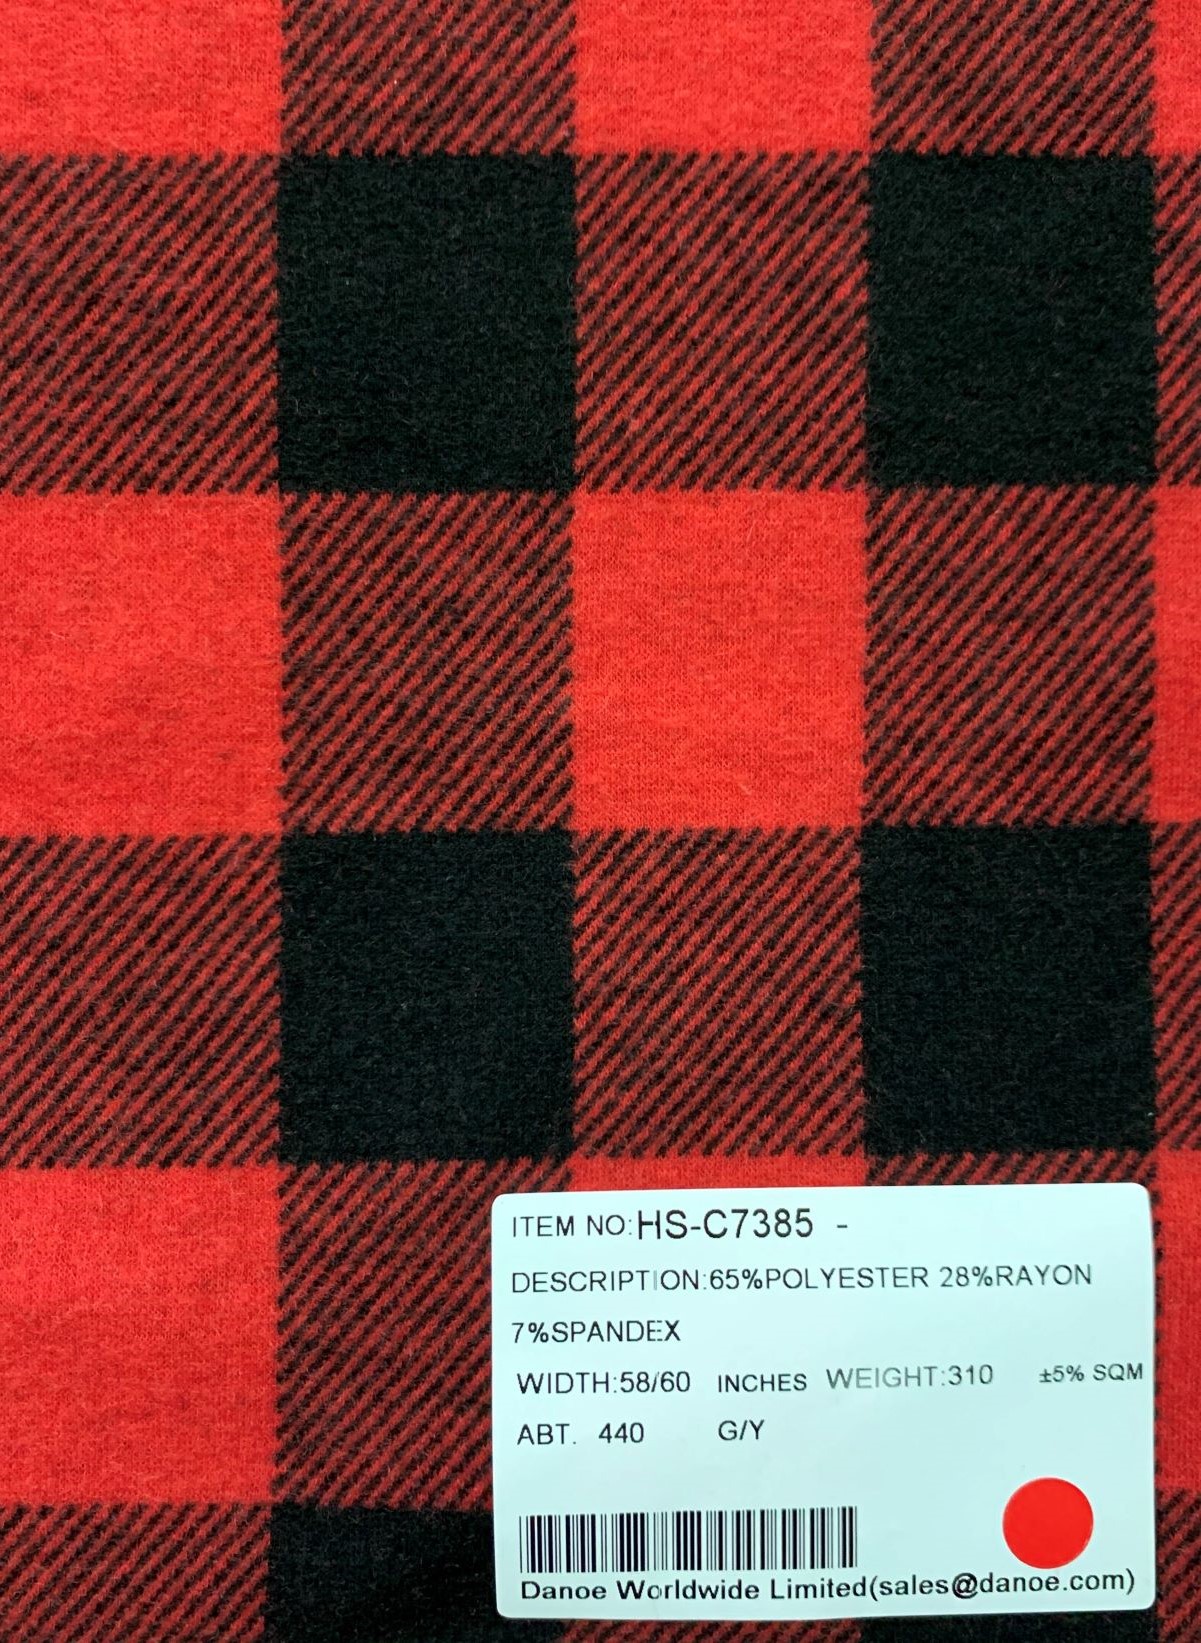 ITEM NO:HS-C7385 -
DESCRIPTION:65%POLYESTER 28%RAYON
7%SPANDEX
WIDTH:58/60 INCHES WEIGHT:310 ±5% SQM
ABT. 440 G/Y
Danoe Worldwide Limited(sales@danoe.com)